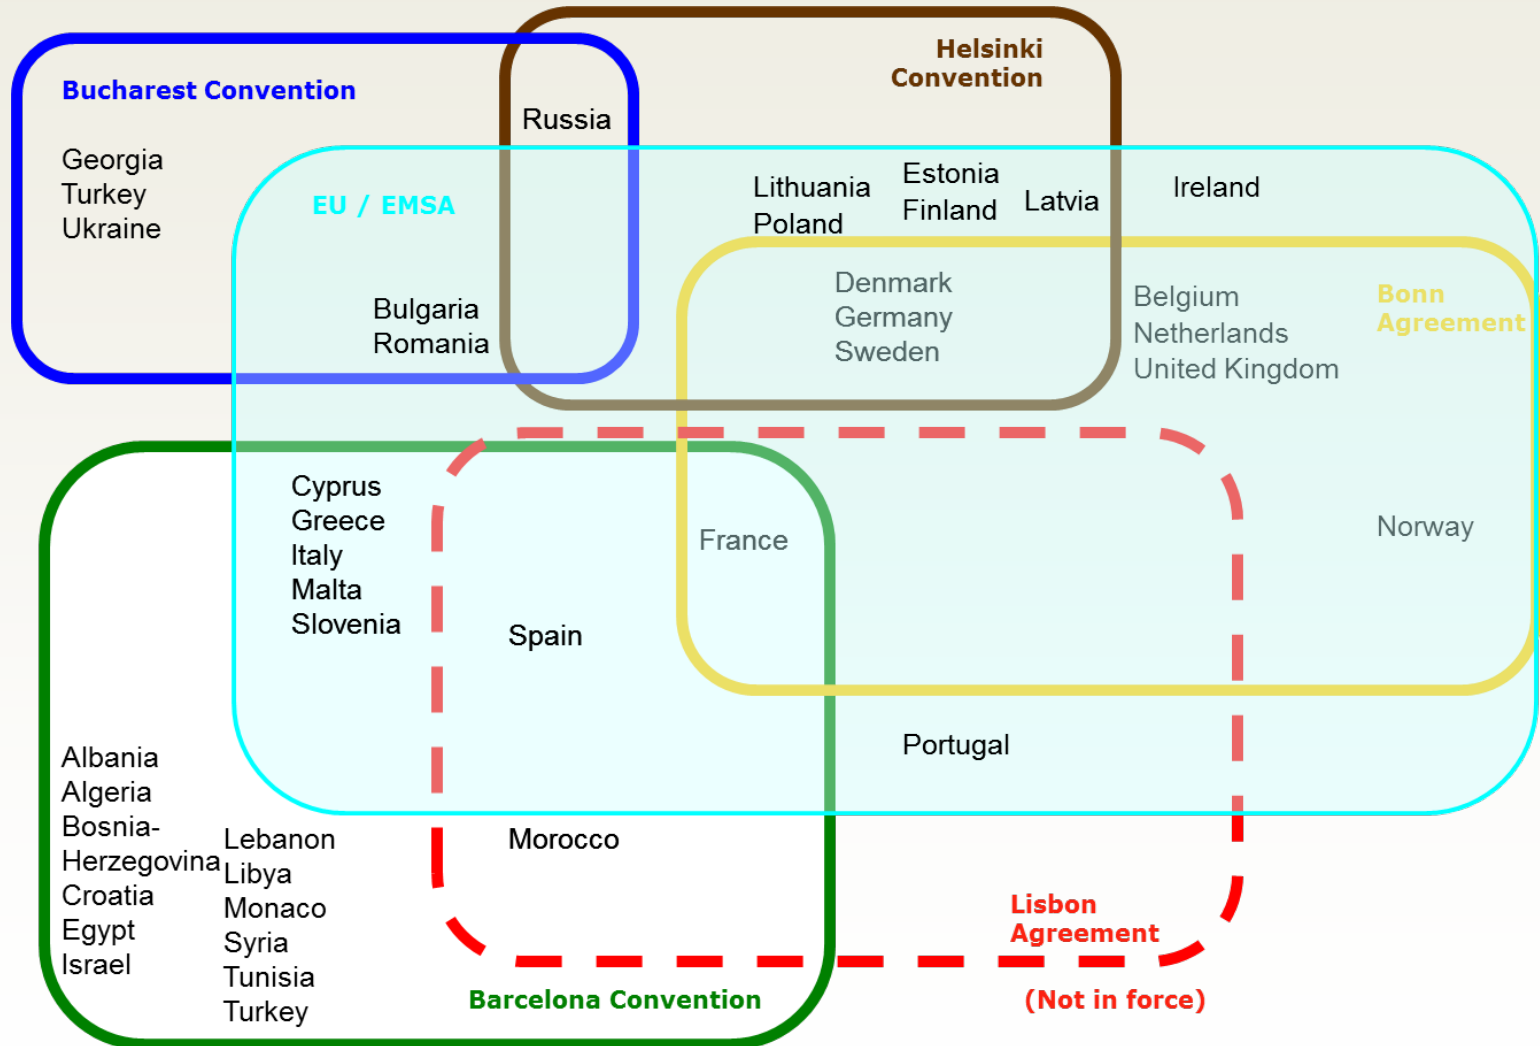 Helsinki
Convention
Bucharest Convention
Russia
Georgia
Turkey
Ukraine
EU / EMSA
Lithuania
Poland
Estonia
Finland
Latvia
Ireland
Bulgaria
Romania
Denmark
Germany
Sweden
Belgium
Netherlands
United Kingdom
Bonn
Agreement
Cyprus
Greece
Italy
Malta
Slovenia
France
Norway
Spain
Portugal
Albania
Algeria
Bosnia-
Herzegovina
Croatia
Egypt
Israel
Lebanon
Libya
Monaco
Syria
Tunisia
Turkey
Morocco
Lisbon
Agreement
Barcelona Convention
(Not in force)